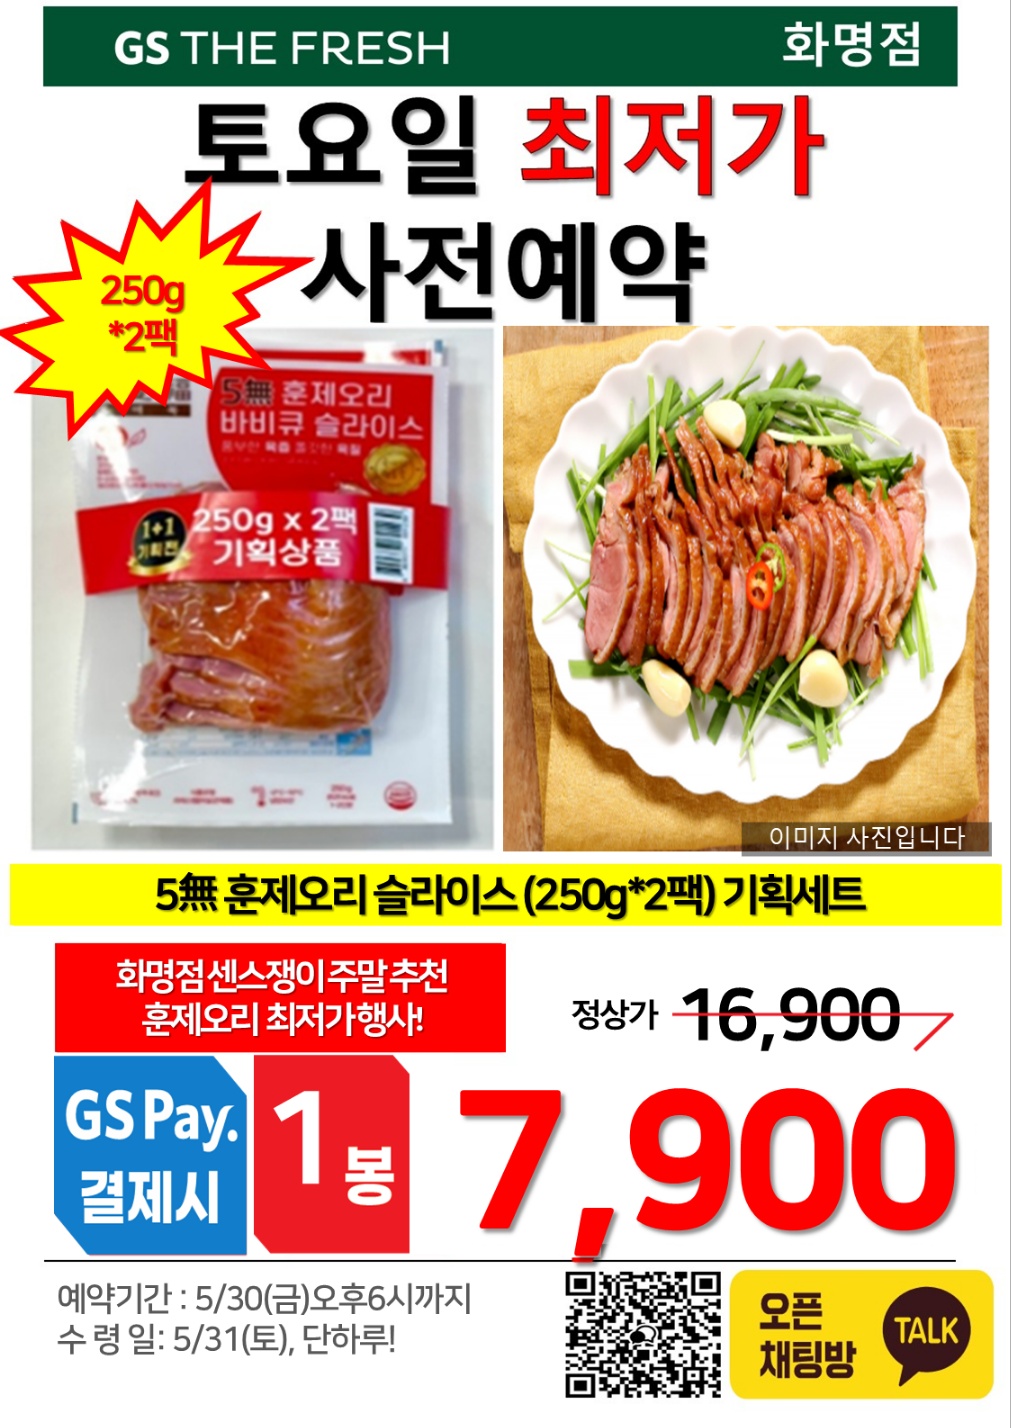 GS THE FRESH 화명점
토요일 최저가
사전예약
250g
*2팩
5無 훈제오리
바비큐 슬라이스
1+1
기획전
250g x 2팩
기획상품
이미지 사진입니다
5無 훈제오리 슬라이스 (250g*2팩) 기획세트
화명점 센스쟁이 주말 추천
훈제오리 최저가 행사!
정상가 16,900
GS Pay.
결제시
1 봉
7,900
예약기간 : 5/30(금)오후6시까지
수 령 일: 5/31(토), 단하루!
오픈
채팅방
TALK